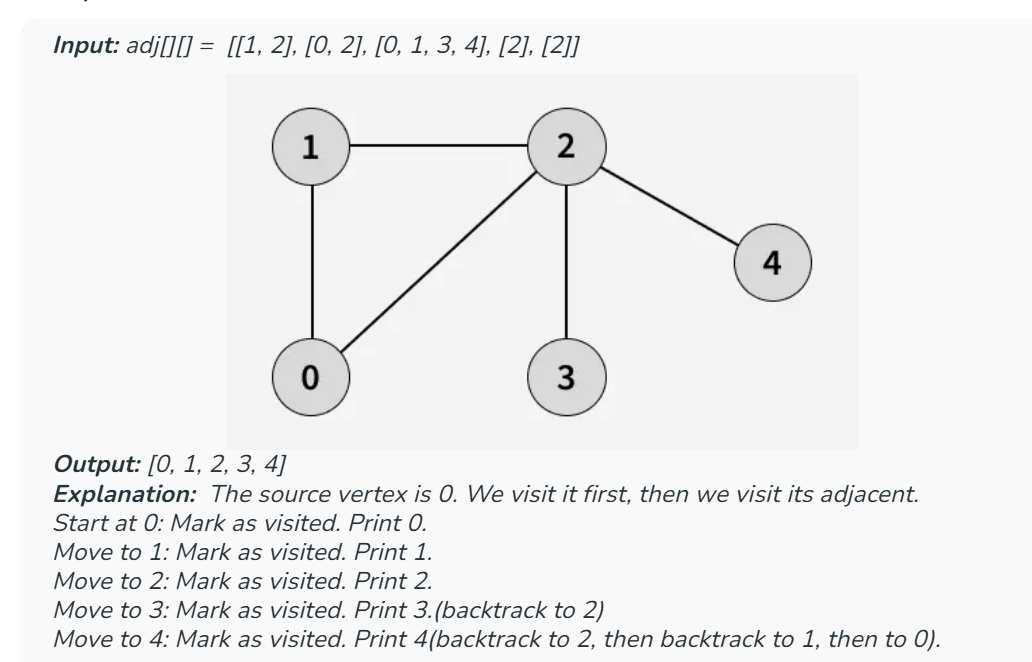 Input: adj[][] = [[1, 2], [0, 2], [0, 1, 3, 4], [2], [2]]
1
2
4
0
3
Output: [0, 1, 2, 3, 4]
Explanation: The source vertex is 0. We visit it first, then we visit its adjacent.
Start at 0: Mark as visited. Print 0.
Move to 1: Mark as visited. Print 1.
Move to 2: Mark as visited. Print 2.
Move to 3: Mark as visited. Print 3.(backtrack to 2)
Move to 4: Mark as visited. Print 4(backtrack to 2, then backtrack to 1, then to 0).